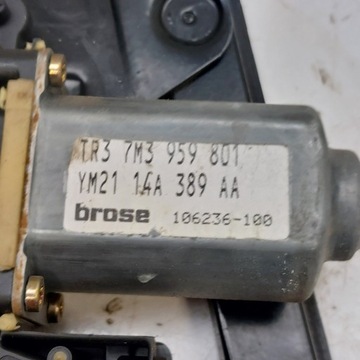 TR3 7M3 959 801
YM21 14A 389 AA
brose 106236-100